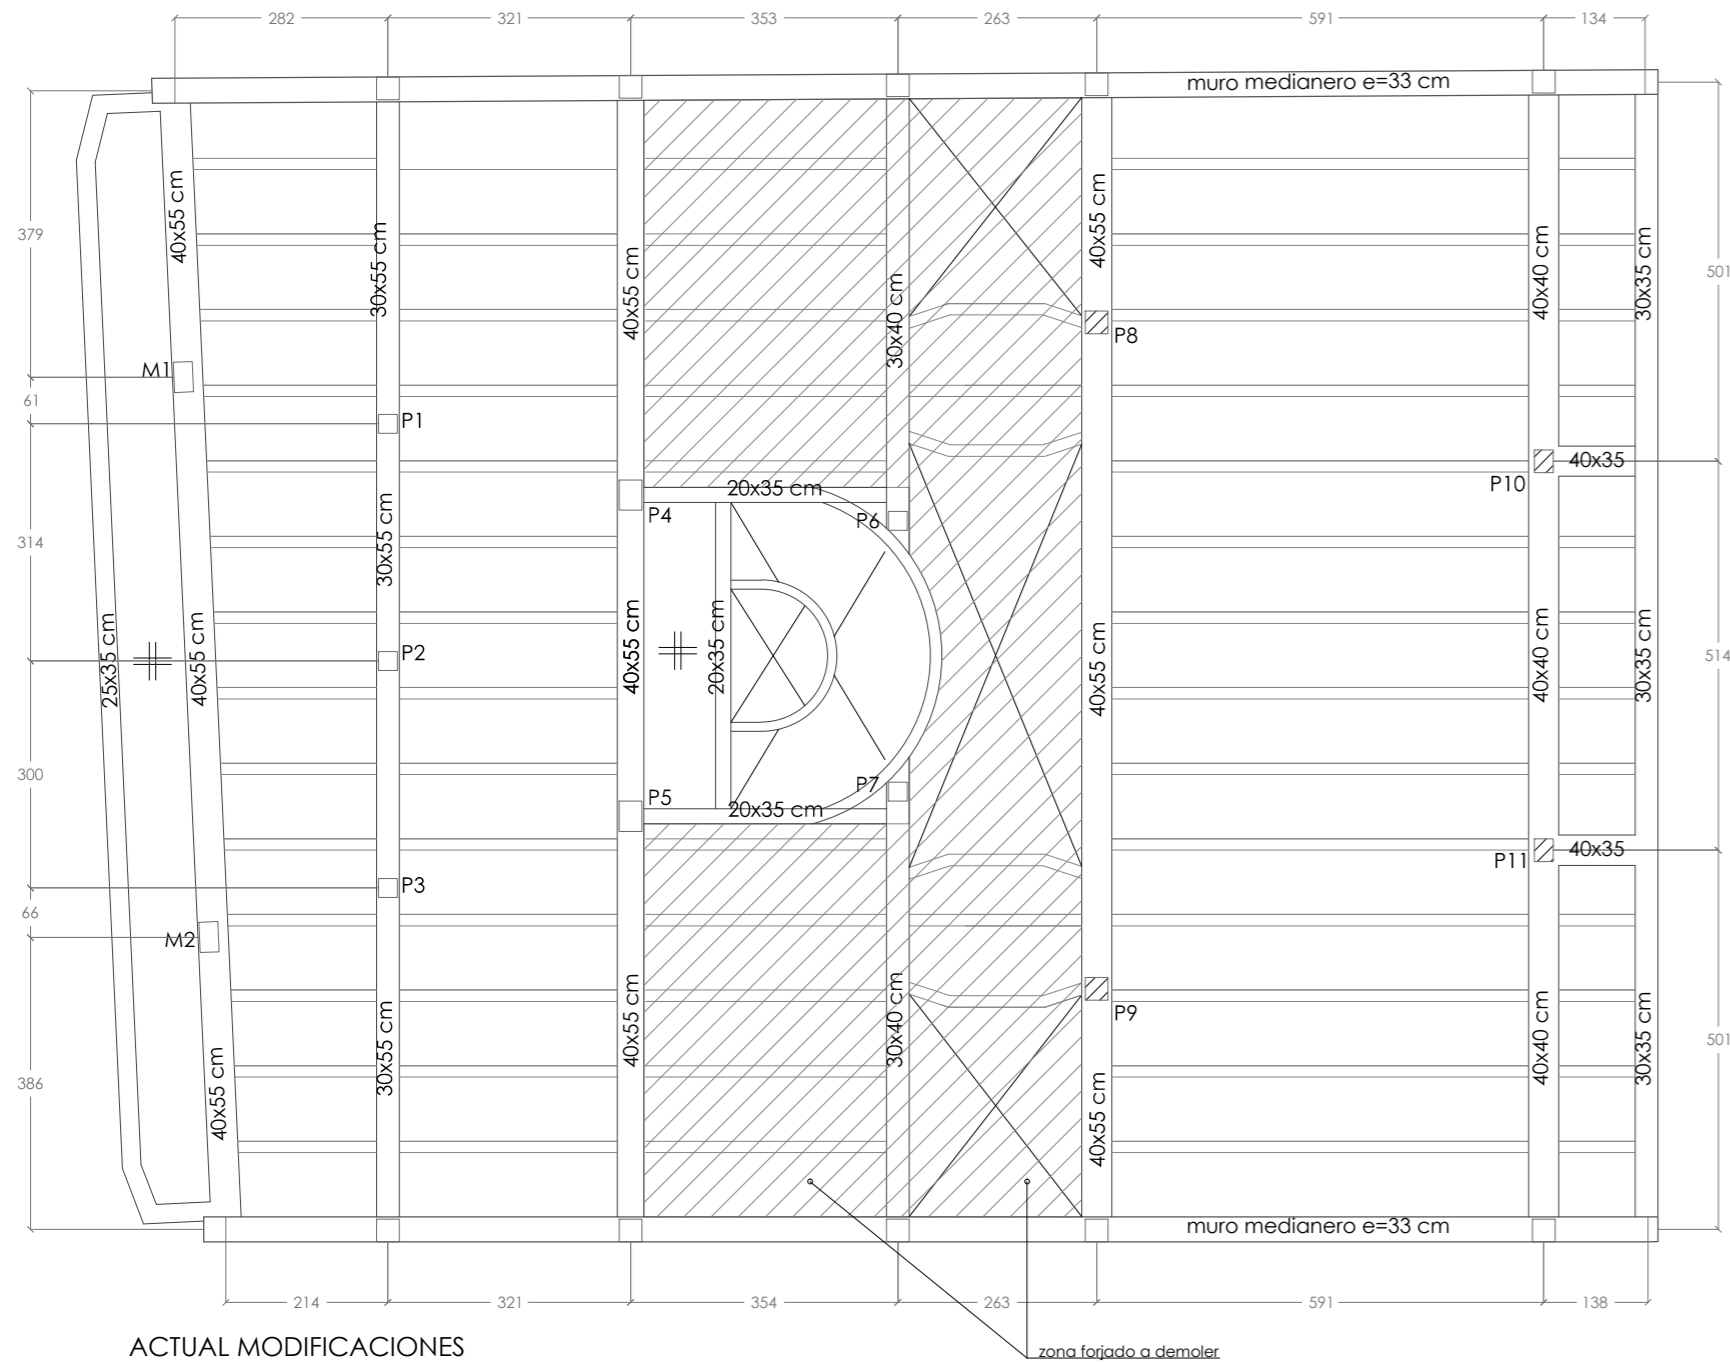 282
321
353
263
591
134
muro medianero e=33 cm
379
61
314
300
66
386
501
514
501
40x55 cm
30x55 cm
40x55 cm
30x40 cm
40x55 cm
40x40 cm
30x35 cm
M1
P1
P8
P10
40x35
20x35 cm
P4
P6
30x55 cm
25x35 cm
40x55 cm
P2
40x55 cm
20x35 cm
40x55 cm
40x40 cm
30x35 cm
P7
P5
20x35 cm
P11
40x35
P3
M2
P9
40x55 cm
30x55 cm
40x55 cm
30x40 cm
40x55 cm
40x40 cm
30x35 cm
muro medianero e=33 cm
214
321
354
263
591
138
ACTUAL MODIFICACIONES
zona forjado a demoler